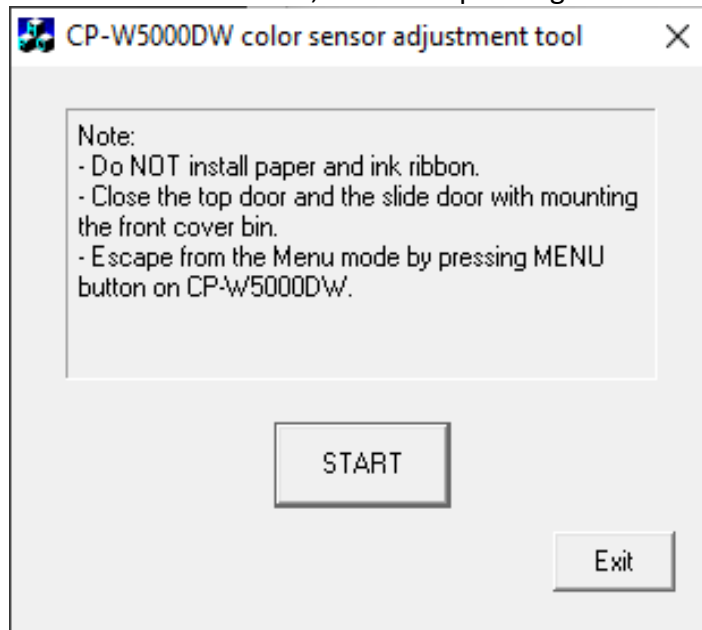 CP-W5000DW color sensor adjustment tool
Note:
- Do NOT install paper and ink ribbon.
- Close the top door and the slide door with mounting
the front cover bin.
- Escape from the Menu mode by pressing MENU
button on CP-W5000DW.
START
Exit